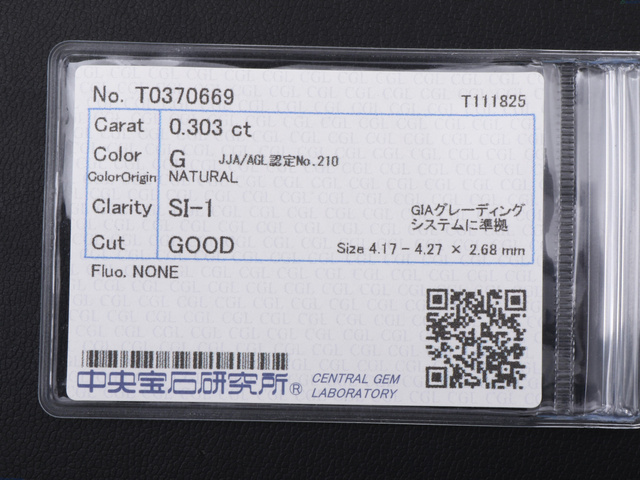 No. T0370669
T111825
Carat 0.303 ct
Color G JJA/AGL認定No.210
ColorOrigin NATURAL
Clarity SI-1
GIAグレーディング
システムに準拠
Cut GOOD
Size 4.17 - 4.27 × 2.68 mm
Fluo. NONE
中央宝石研究所®
CENTRAL GEM
LABORATORY